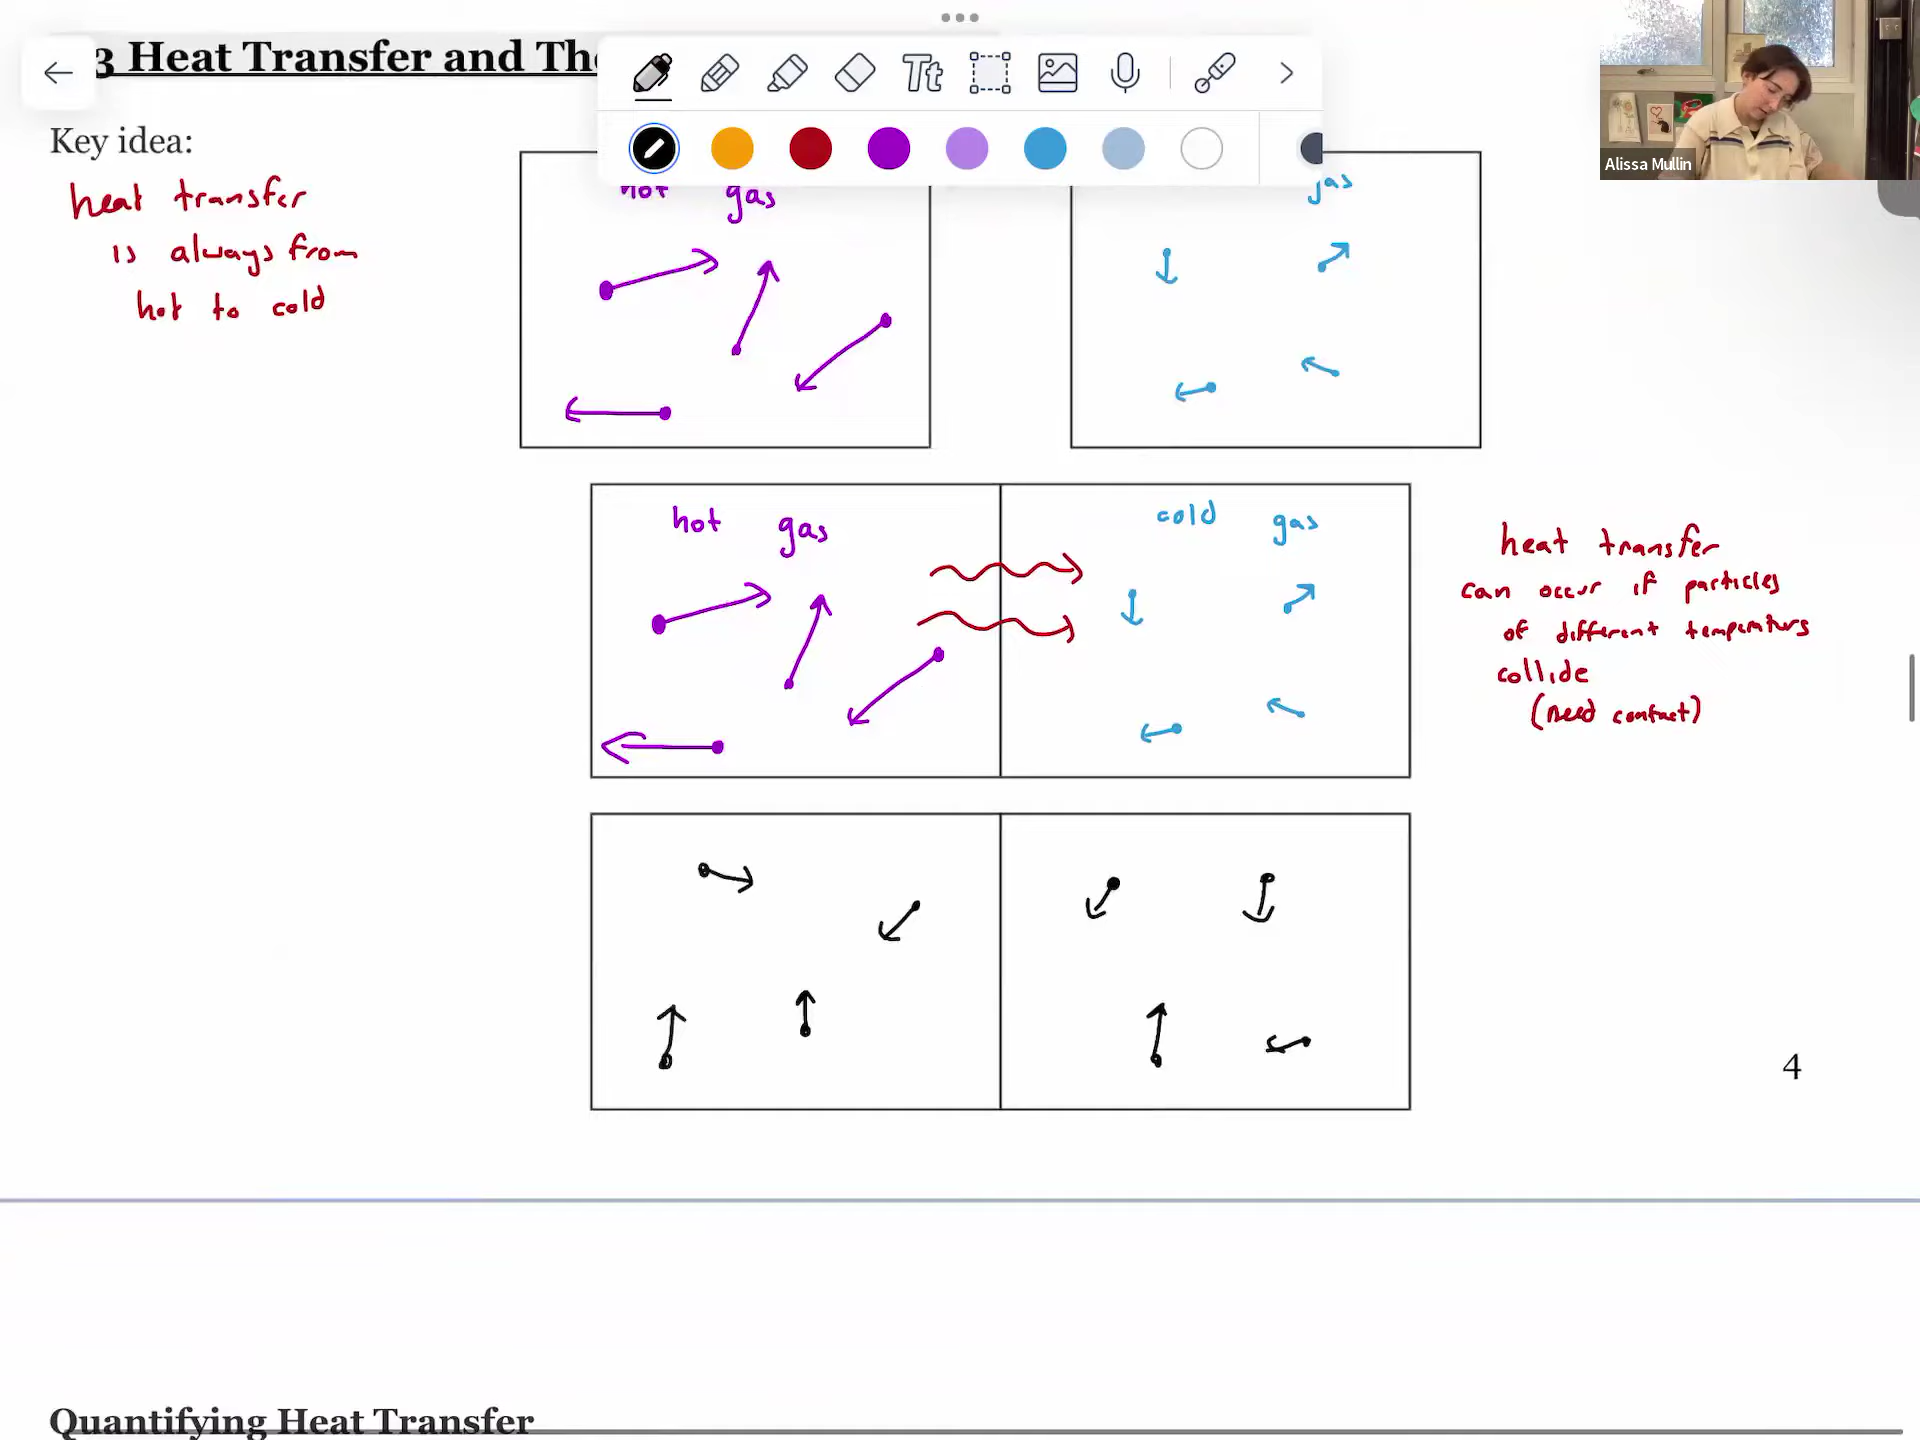 3 Heat Transfer and The
Tt
Alissa Mullin
Key idea:
heat transfer
is always from
hot to cold
hot gas
gas
hot gas
cold gas
heat transfer
can occur if particles
of different temperatures
collide
(need contact)
4
Quantifying Heat Transfer